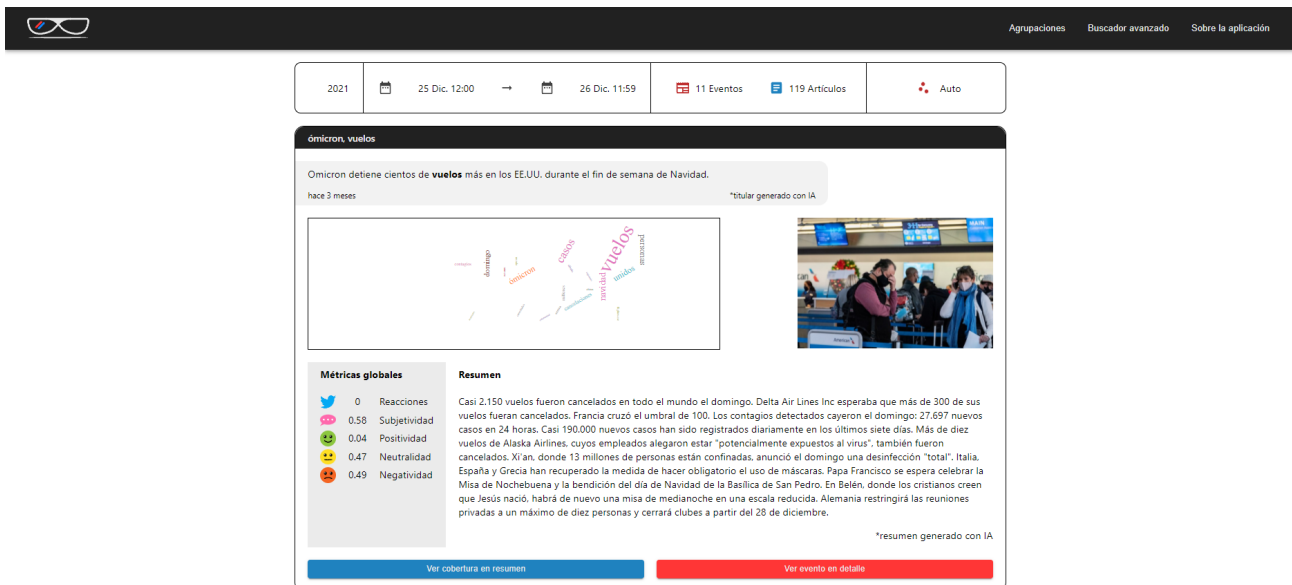 Agrupaciones Buscador avanzado Sobre la aplicación
2021 25 Dic. 12:00 → 26 Dic. 11:59 11 Eventos 119 Artículos Auto
ómicron, vuelos
Omicron detiene cientos de vuelos más en los EE.UU. durante el fin de semana de Navidad.
hace 3 meses *titular generado con IA
vuelos
casos
personas
domingo
ómicron
unidos
navidad
cancelaciones
Métricas globales
0 Reacciones
0.58 Subjetividad
0.04 Positividad
0.47 Neutralidad
0.49 Negatividad
Resumen
Casi 2.150 vuelos fueron cancelados en todo el mundo el domingo. Delta Air Lines Inc esperaba que más de 300 de sus
vuelos fueran cancelados. Francia cruzó el umbral de 100. Los contagios detectados cayeron el domingo: 27.697 nuevos
casos en 24 horas. Casi 190.000 nuevos casos han sido registrados diariamente en los últimos siete días. Más de diez
vuelos de Alaska Airlines, cuyos empleados alegaron estar "potencialmente expuestos al virus", también fueron
cancelados. Xi'an, donde 13 millones de personas están confinadas, anunció el domingo una desinfección "total". Italia,
España y Grecia han recuperado la medida de hacer obligatorio el uso de máscaras. Papa Francisco se espera celebrar la
Misa de Nochebuena y la bendición del día de Navidad de la Basílica de San Pedro. En Belén, donde los cristianos creen
que Jesús nació, habrá de nuevo una misa de medianoche en una escala reducida. Alemania restringirá las reuniones
privadas a un máximo de diez personas y cerrará clubes a partir del 28 de diciembre.
*resumen generado con IA
Ver cobertura en resumen Ver evento en detalle